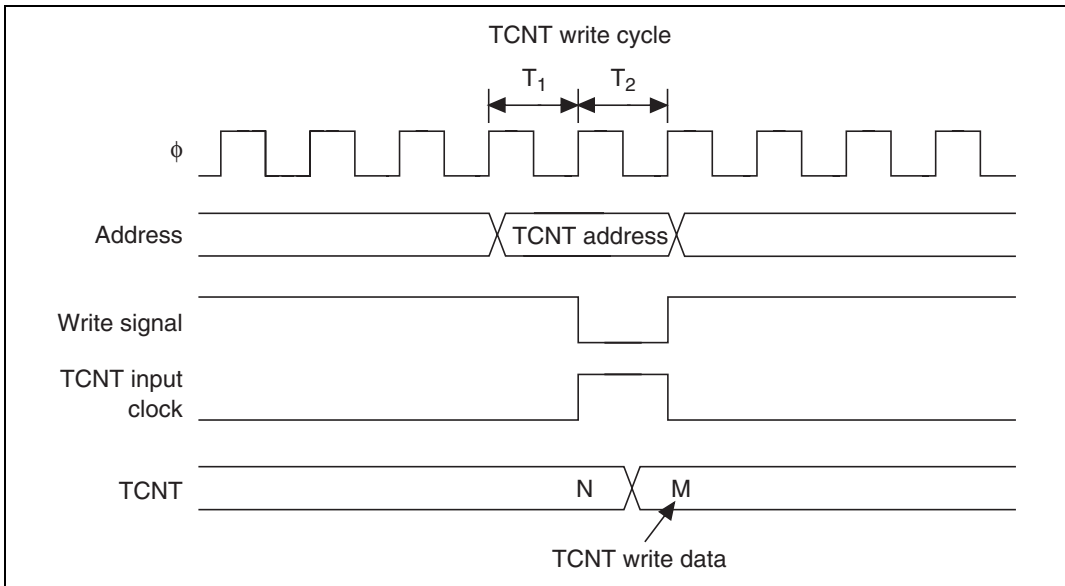 TCNT write cycle
T1 T2
ϕ
Address
TCNT address
Write signal
TCNT input
clock
TCNT
N M
TCNT write data